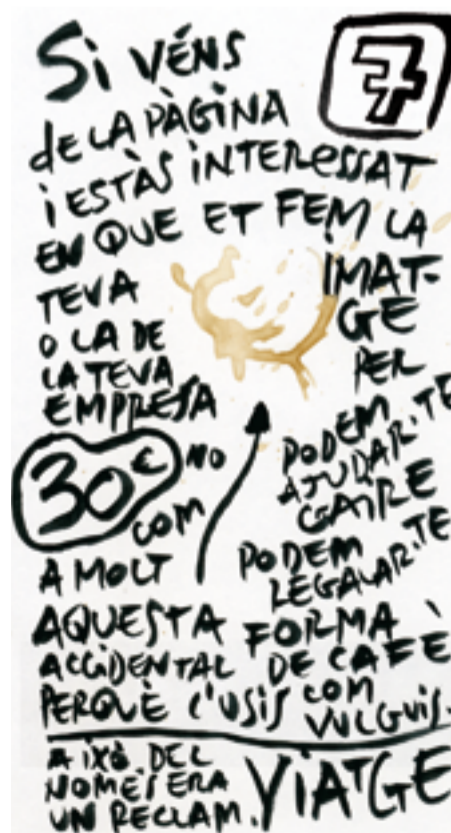 Si VÉNS
7
de LA PÀGINA
i ESTÀS iNTEReSSAT
EN QUE ET FEM LA
TEVA IMAT-
O LA DE GE
LA TEVA PER
EMPRESA
30€ NO PODEM AJUDAR-TE
COM GAIRE
A MOLT PODEM REGALAR-TE
AQUESTA FORMA
ACCIDENTAL DE CAFÈ
PERQUÈ L'USIS COM VULGUIS.
AIXÒ DEL ViATGE
NOMÉS ERA
UN RECLAM.